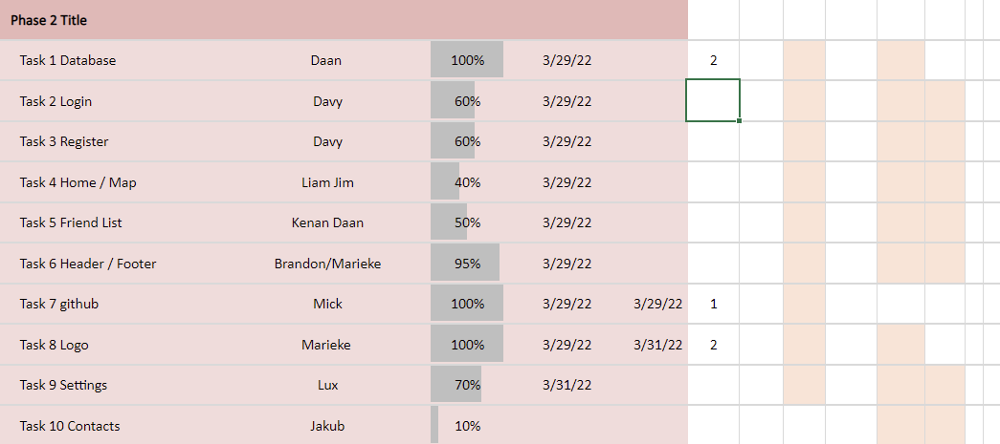 Phase 2 Title
Task 1 Database Daan 100% 3/29/22 2
Task 2 Login Davy 60% 3/29/22
Task 3 Register Davy 60% 3/29/22
Task 4 Home / Map Liam Jim 40% 3/29/22
Task 5 Friend List Kenan Daan 50% 3/29/22
Task 6 Header / Footer Brandon/Marieke 95% 3/29/22
Task 7 github Mick 100% 3/29/22 3/29/22 1
Task 8 Logo Marieke 100% 3/29/22 3/31/22 2
Task 9 Settings Lux 70% 3/31/22
Task 10 Contacts Jakub 10%